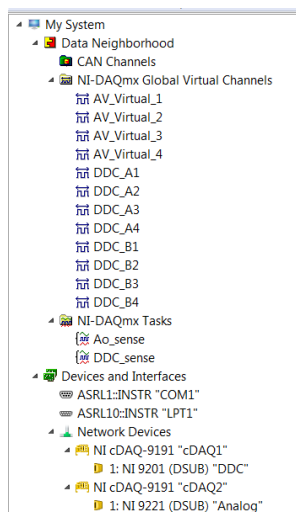 My System
Data Neighborhood
CAN Channels
NI-DAQmx Global Virtual Channels
AV_Virtual_1
AV_Virtual_2
AV_Virtual_3
AV_Virtual_4
DDC_A1
DDC_A2
DDC_A3
DDC_A4
DDC_B1
DDC_B2
DDC_B3
DDC_B4
NI-DAQmx Tasks
Ao_sense
DDC_sense
Devices and Interfaces
ASRL1::INSTR "COM1"
ASRL10::INSTR "LPT1"
Network Devices
NI cDAQ-9191 "cDAQ1"
1: NI 9201 (DSUB) "DDC"
NI cDAQ-9191 "cDAQ2"
1: NI 9221 (DSUB) "Analog"